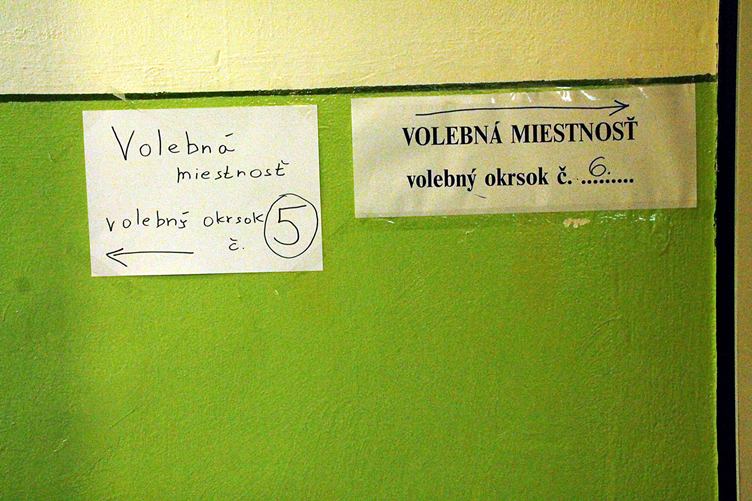 Volebná
miestnosť
volebný okrsok 5
č.
VOLEBNÁ MIESTNOSŤ
volebný okrsok č. ..6.......